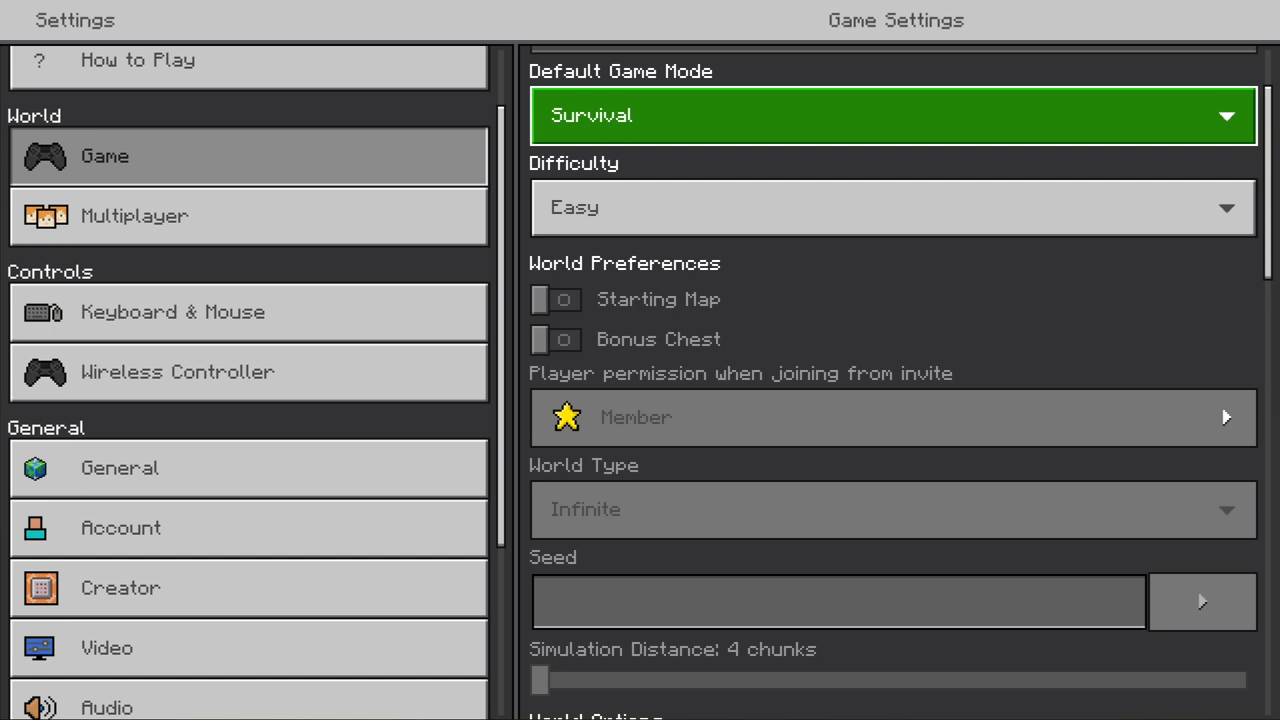 Settings
Game Settings
? How to Play
World
Game
Multiplayer
Controls
Keyboard & Mouse
Wireless Controller
General
General
Account
Creator
Video
Audio
Default Game Mode
Survival
Difficulty
Easy
World Preferences
Starting Map
Bonus Chest
Player permission when joining from invite
Member
World Type
Infinite
Seed
Simulation Distance: 4 chunks
World Options